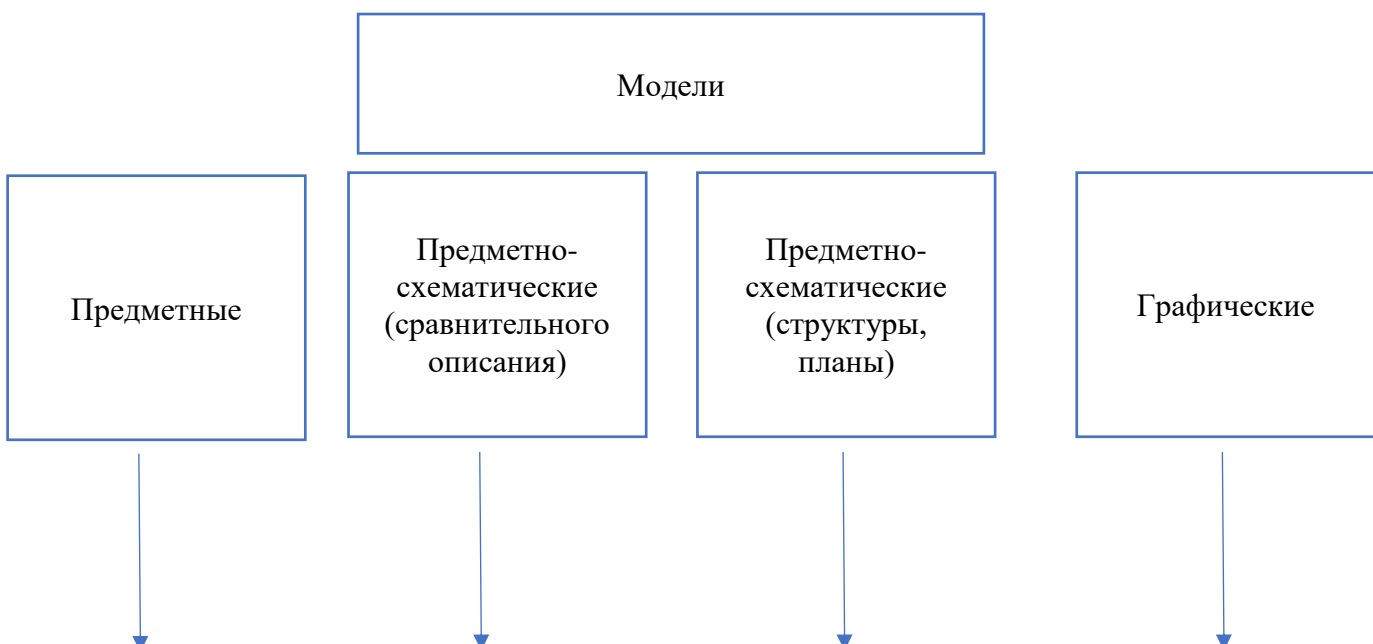 Модели
Предметные
Предметно-
схематические
(сравнительного
описания)
Предметно-
схематические
(структуры,
планы)
Графические